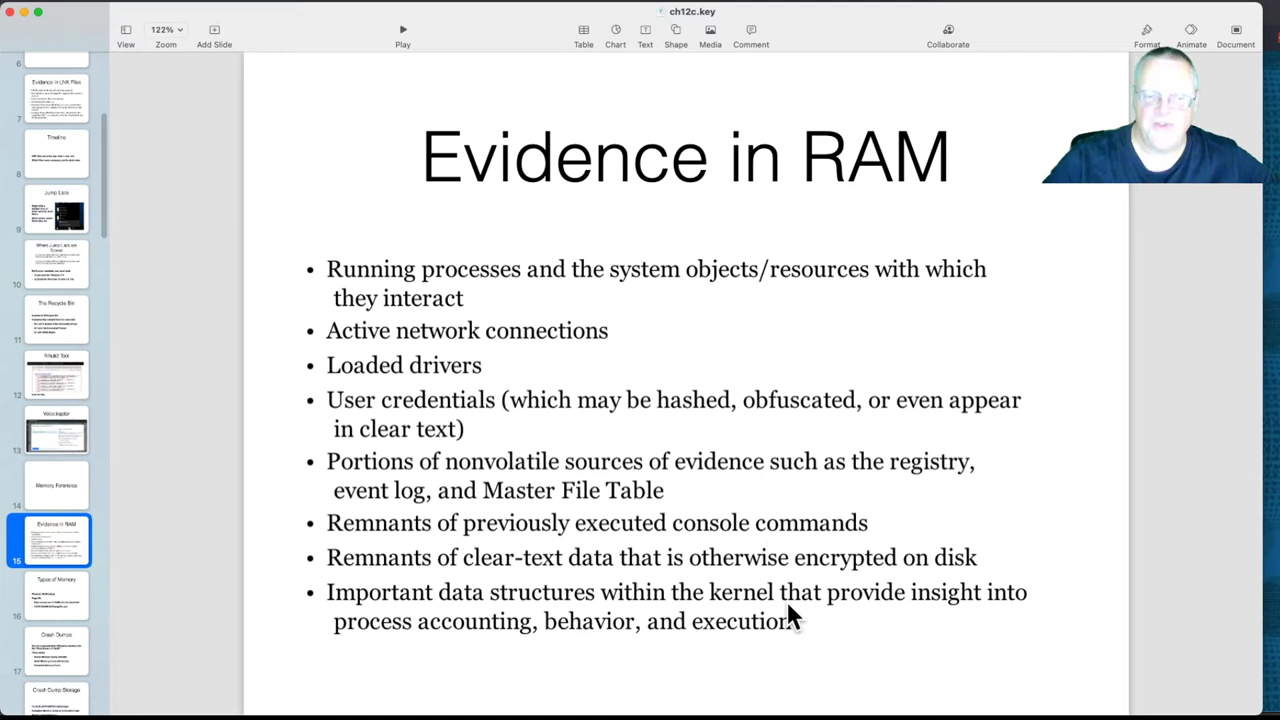 ch12c.key
122%
View
Zoom
Add Slide
Play
Table
Chart
Text
Shape
Media
Comment
Collaborate
Format
Animate
Document
6
Evidence in LNK Files
7
Timeline
8
Jump Lists
9
Where Jump Lists are
Stored
10
The Recycle Bin
11
12
Velociraptor
13
Memory Forensics
14
Evidence in RAM
15
Types of Memory
16
Crash Dumps
17
Crash Dump Storage
Evidence in RAM
• Running processes and the system objects/resources with which
they interact
• Active network connections
• Loaded drivers
• User credentials (which may be hashed, obfuscated, or even appear
in clear text)
• Portions of nonvolatile sources of evidence such as the registry,
event log, and Master File Table
• Remnants of previously executed console commands
• Remnants of clear-text data that is otherwise encrypted on disk
• Important data structures within the kernel that provide insight into
process accounting, behavior, and execution